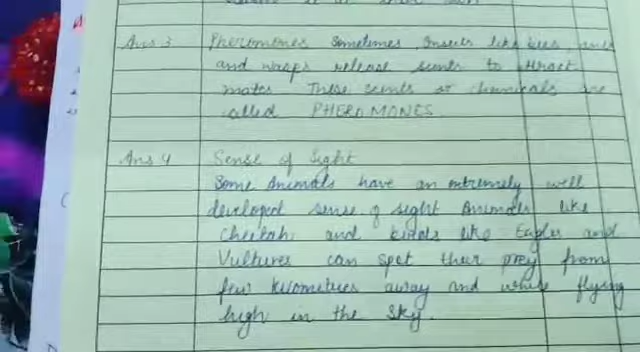 Ans 3 Pheromones Sometimes Insects like bees, ants
and wasps release scents to attract
mates These scents or chemicals are
called PHEROMONES.
Ans 4 Sense of Sight
Some Animals have an extremely well
developed sense of sight Animals like
Cheetah and birds like Eagles and
Vultures can spot their prey from
few kilometres away and while flying
high in the sky.